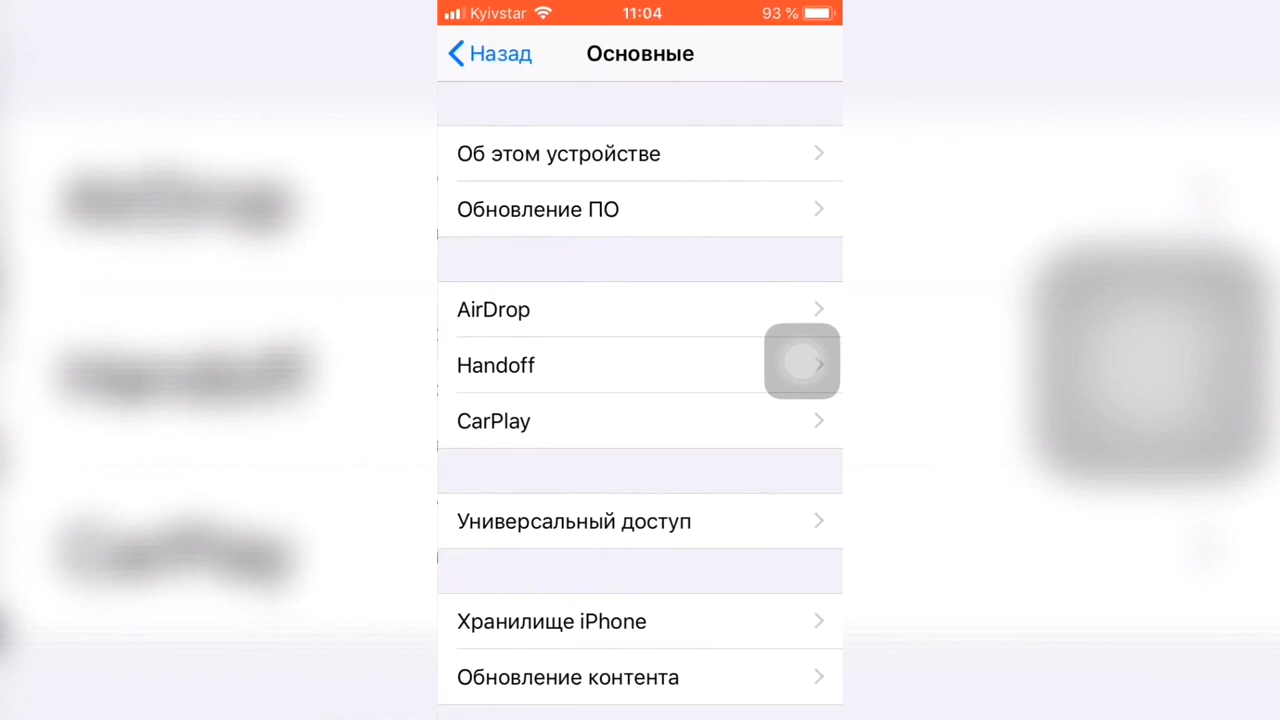 Kyivstar 11:04 93 %
Назад Основные
Об этом устройстве
Обновление ПО
AirDrop
Handoff
CarPlay
Универсальный доступ
Хранилище iPhone
Обновление контента